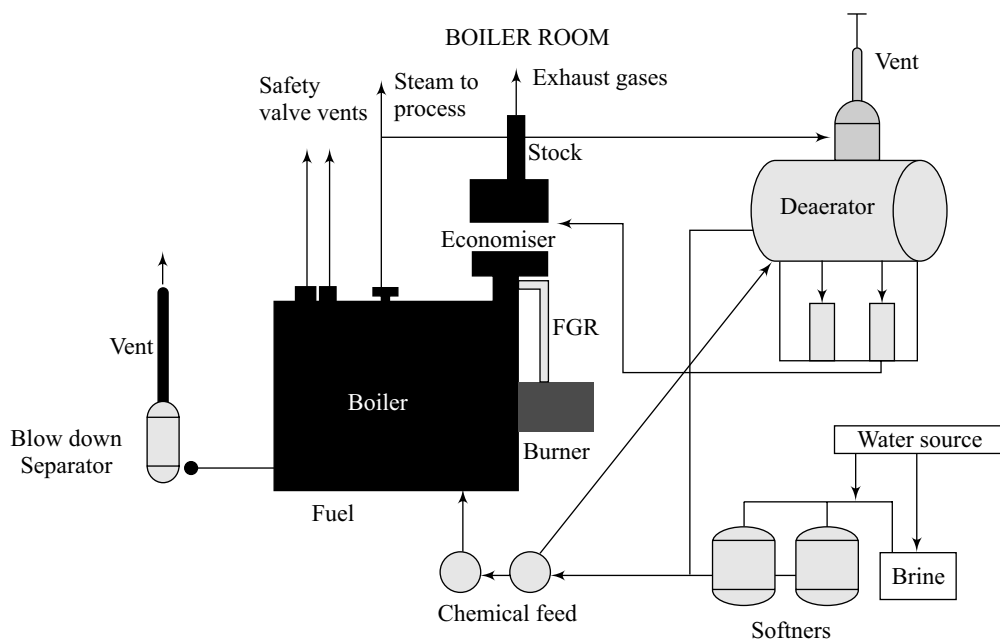 BOILER ROOM
Safety
valve vents
Steam to
process
Exhaust gases
Vent
Stock
Deaerator
Economiser
FGR
Vent
Boiler
Burner
Blow down
Separator
Fuel
Water source
Brine
Chemical feed
Softners